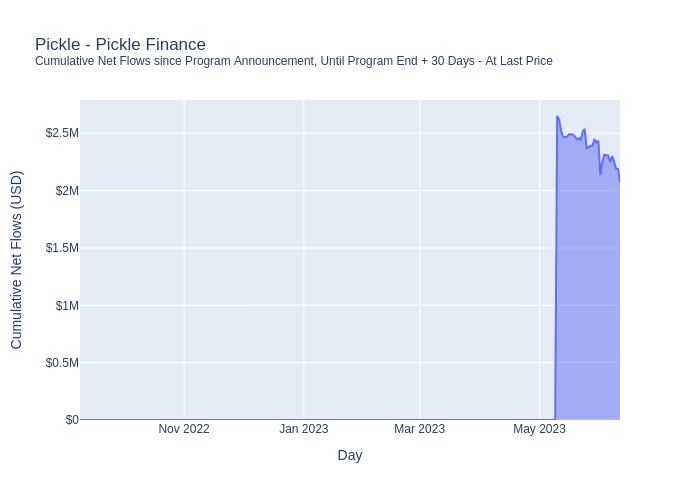 Pickle - Pickle Finance
Cumulative Net Flows since Program Announcement, Until Program End + 30 Days - At Last Price
Cumulative Net Flows (USD)
$2.5M
$2M
$1.5M
$1M
$0.5M
$0
Nov 2022
Jan 2023
Mar 2023
May 2023
Day